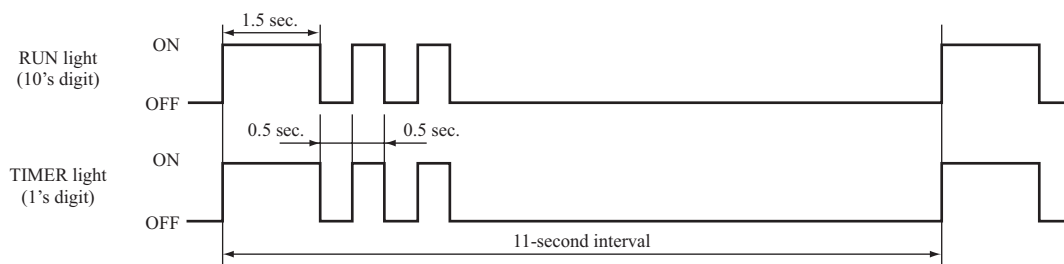 1.5 sec.
RUN light
(10’s digit)
ON
OFF
0.5 sec.
0.5 sec.
TIMER light
(1’s digit)
ON
OFF
11-second interval